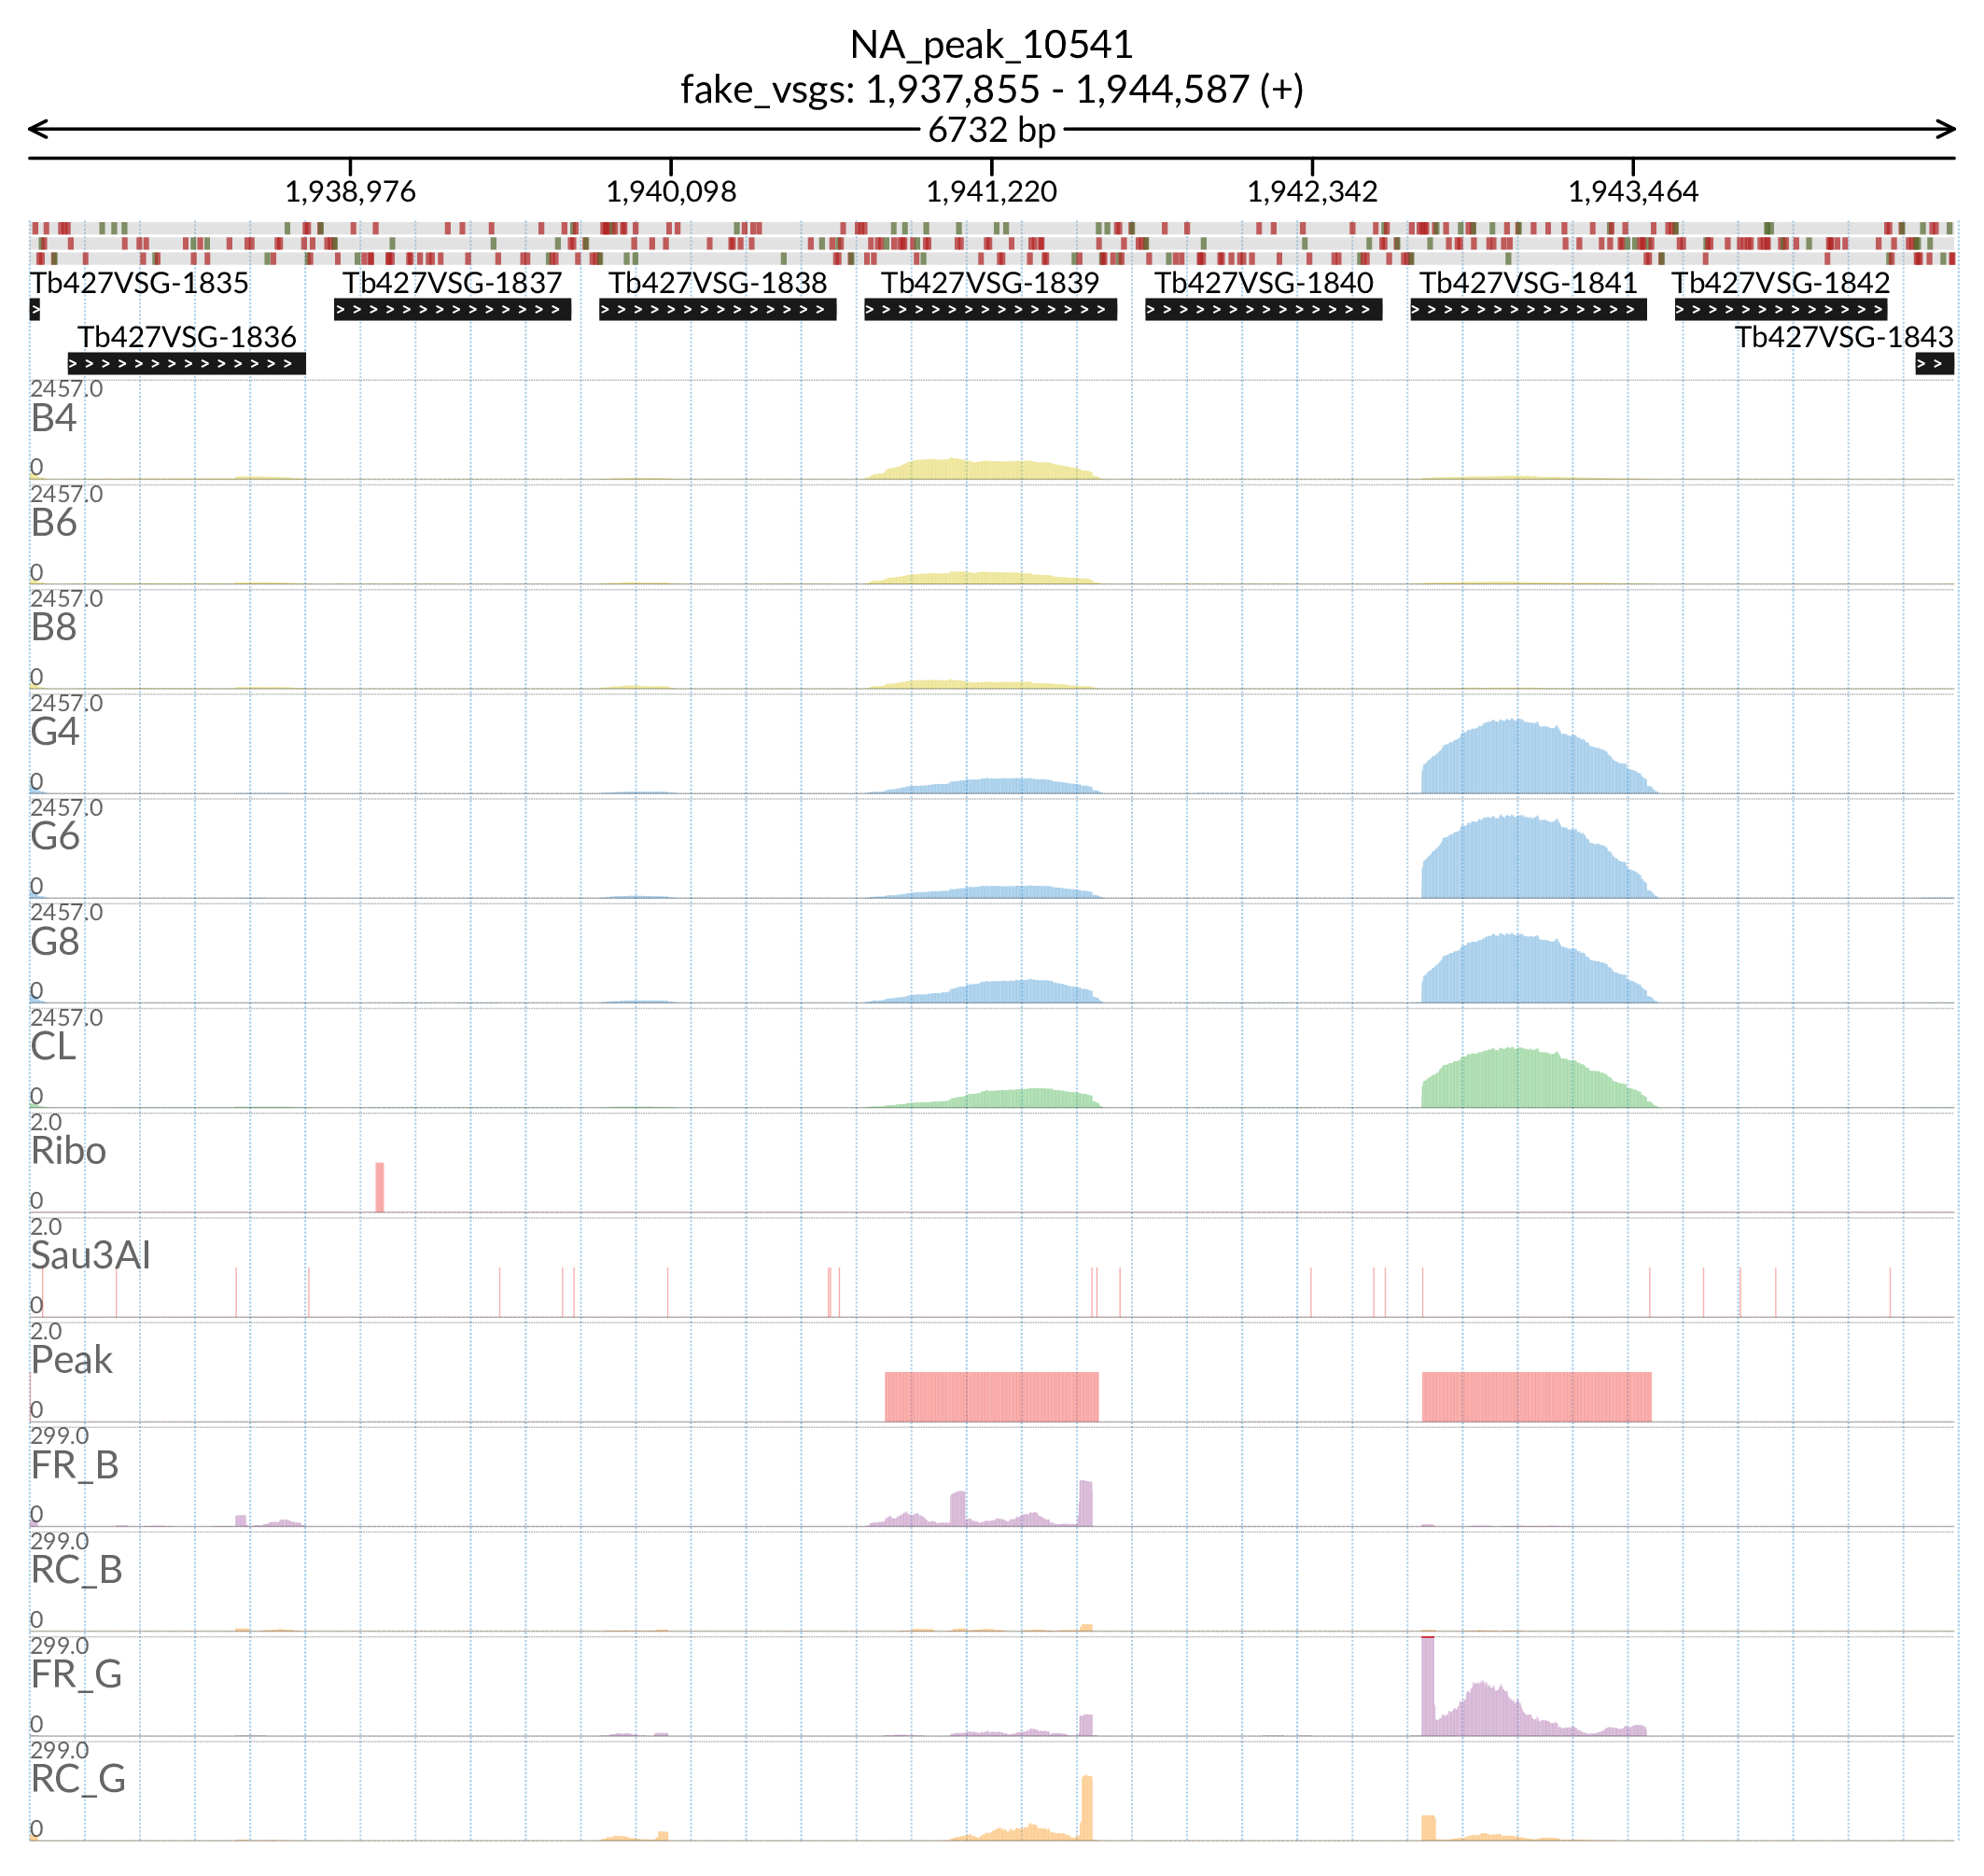 NA_peak_10541
fake_vsgs: 1,937,855 - 1,944,587 (+)
6732 bp
1,938,976 1,940,098 1,941,220 1,942,342 1,943,464
Tb427VSG-1835 Tb427VSG-1837 Tb427VSG-1838 Tb427VSG-1839 Tb427VSG-1840 Tb427VSG-1841 Tb427VSG-1842
Tb427VSG-1836 Tb427VSG-1843
2457.0
B4
0
2457.0
B6
0
2457.0
B8
0
2457.0
G4
0
2457.0
G6
0
2457.0
G8
0
2457.0
CL
0
2.0
Ribo
0
2.0
Sau3AI
0
2.0
Peak
0
299.0
FR_B
0
299.0
RC_B
0
299.0
FR_G
0
299.0
RC_G
0